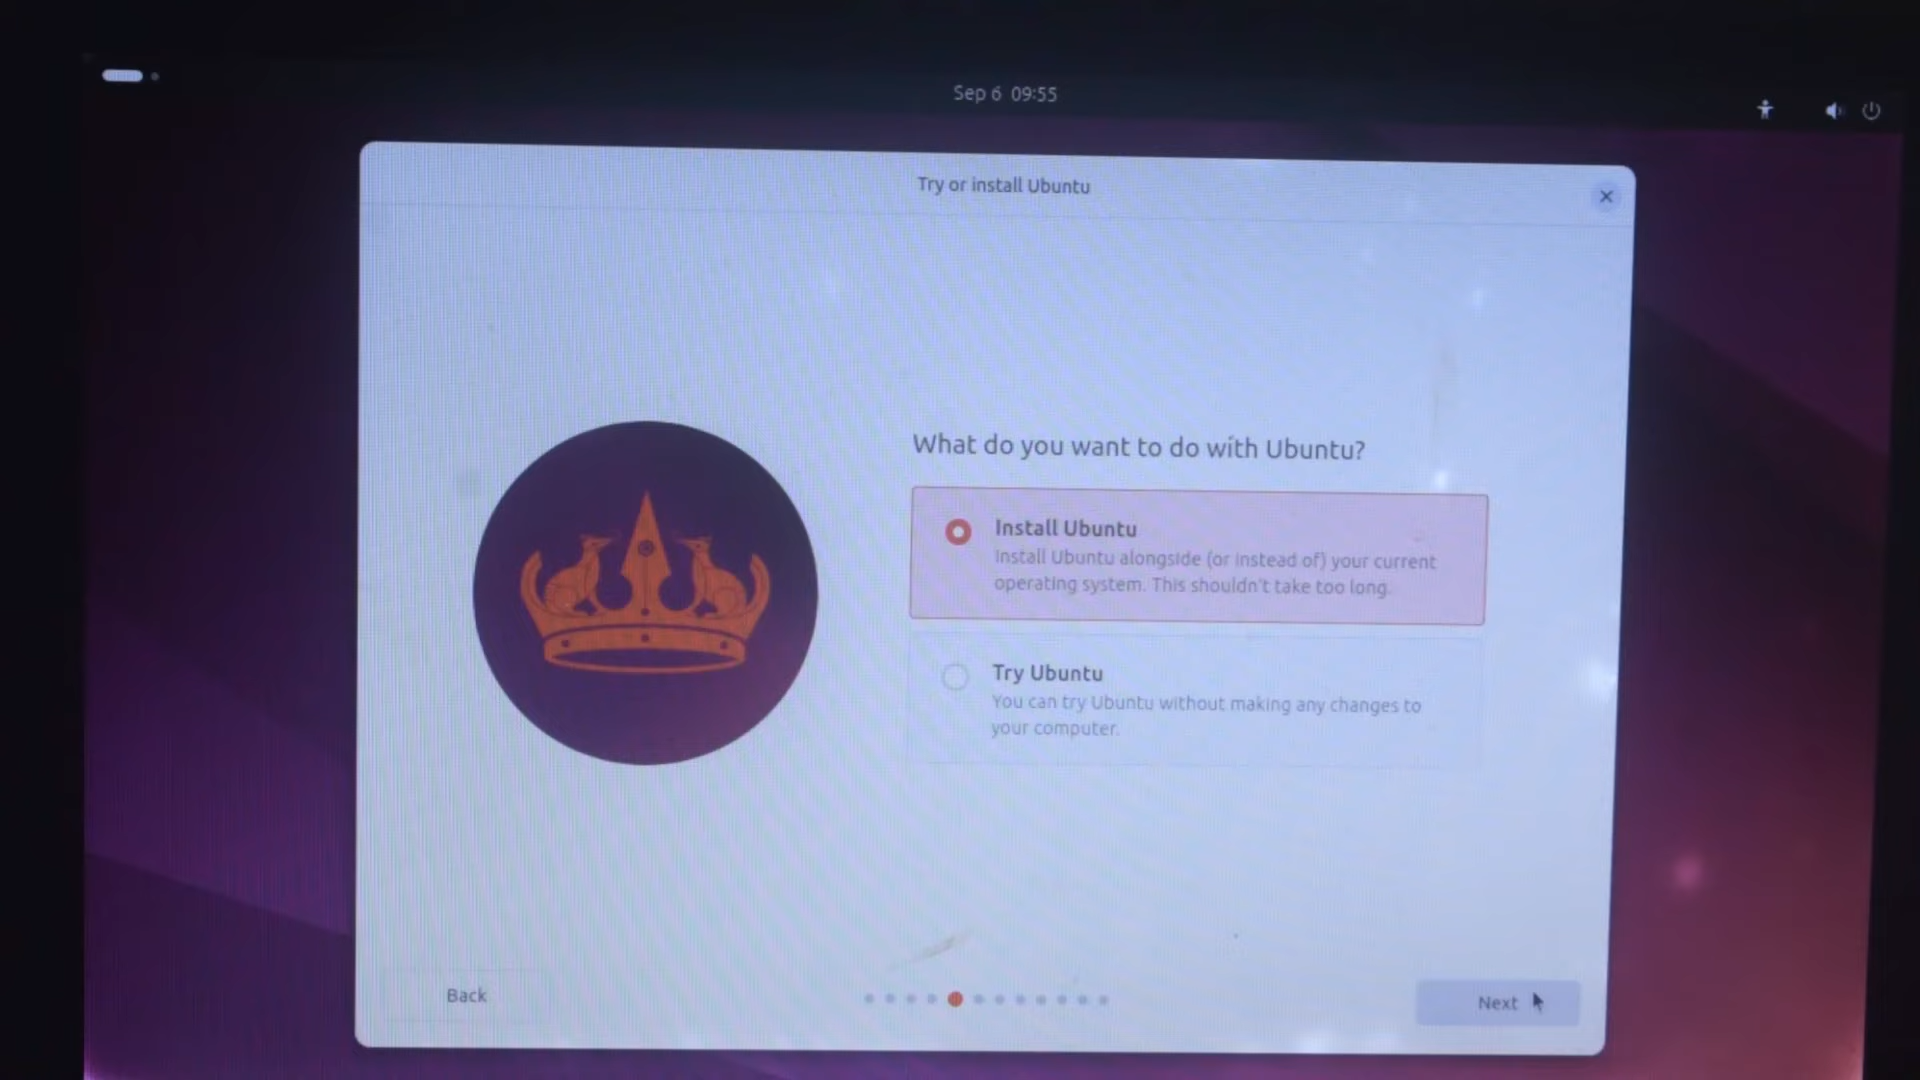 Sep 6 09:55
Try or install Ubuntu
What do you want to do with Ubuntu?
Install Ubuntu
Install Ubuntu alongside (or instead of) your current
operating system. This shouldn't take too long.
Try Ubuntu
You can try Ubuntu without making any changes to
your computer.
Back
Next